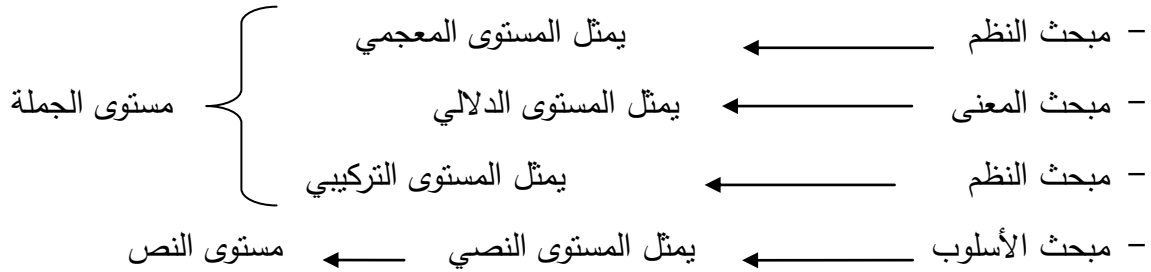 - مبحث النظم يمثل المستوى المعجمي
- مبحث المعنى يمثل المستوى الدلالي مستوى الجملة
- مبحث النظم يمثل المستوى التركيبي
- مبحث الأسلوب يمثل المستوى النصي مستوى النص